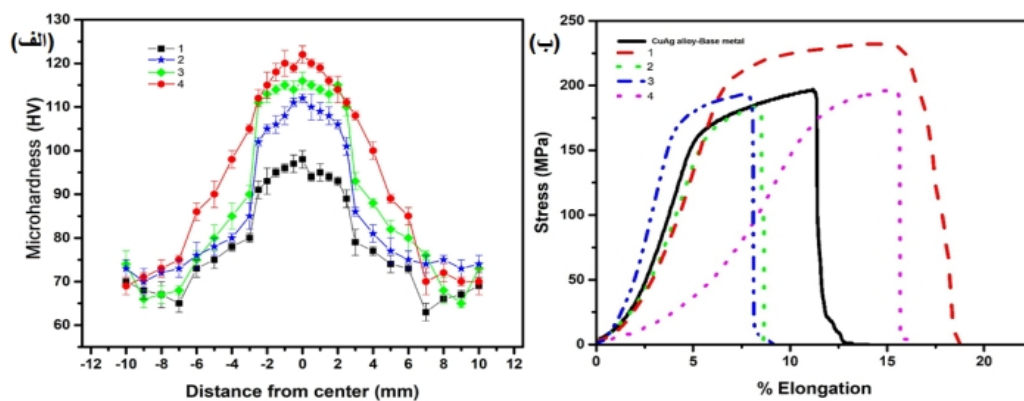 (الف)
130
120
110
100
90
80
70
60
Microhardness (HV)
1
2
3
4
-12 -10 -8 -6 -4 -2 0 2 4 6 8 10 12
Distance from center (mm)
(ب)
250
200
150
100
50
0
Stress (MPa)
CuAg alloy-Base metal
1
2
3
4
0 5 10 15 20
% Elongation